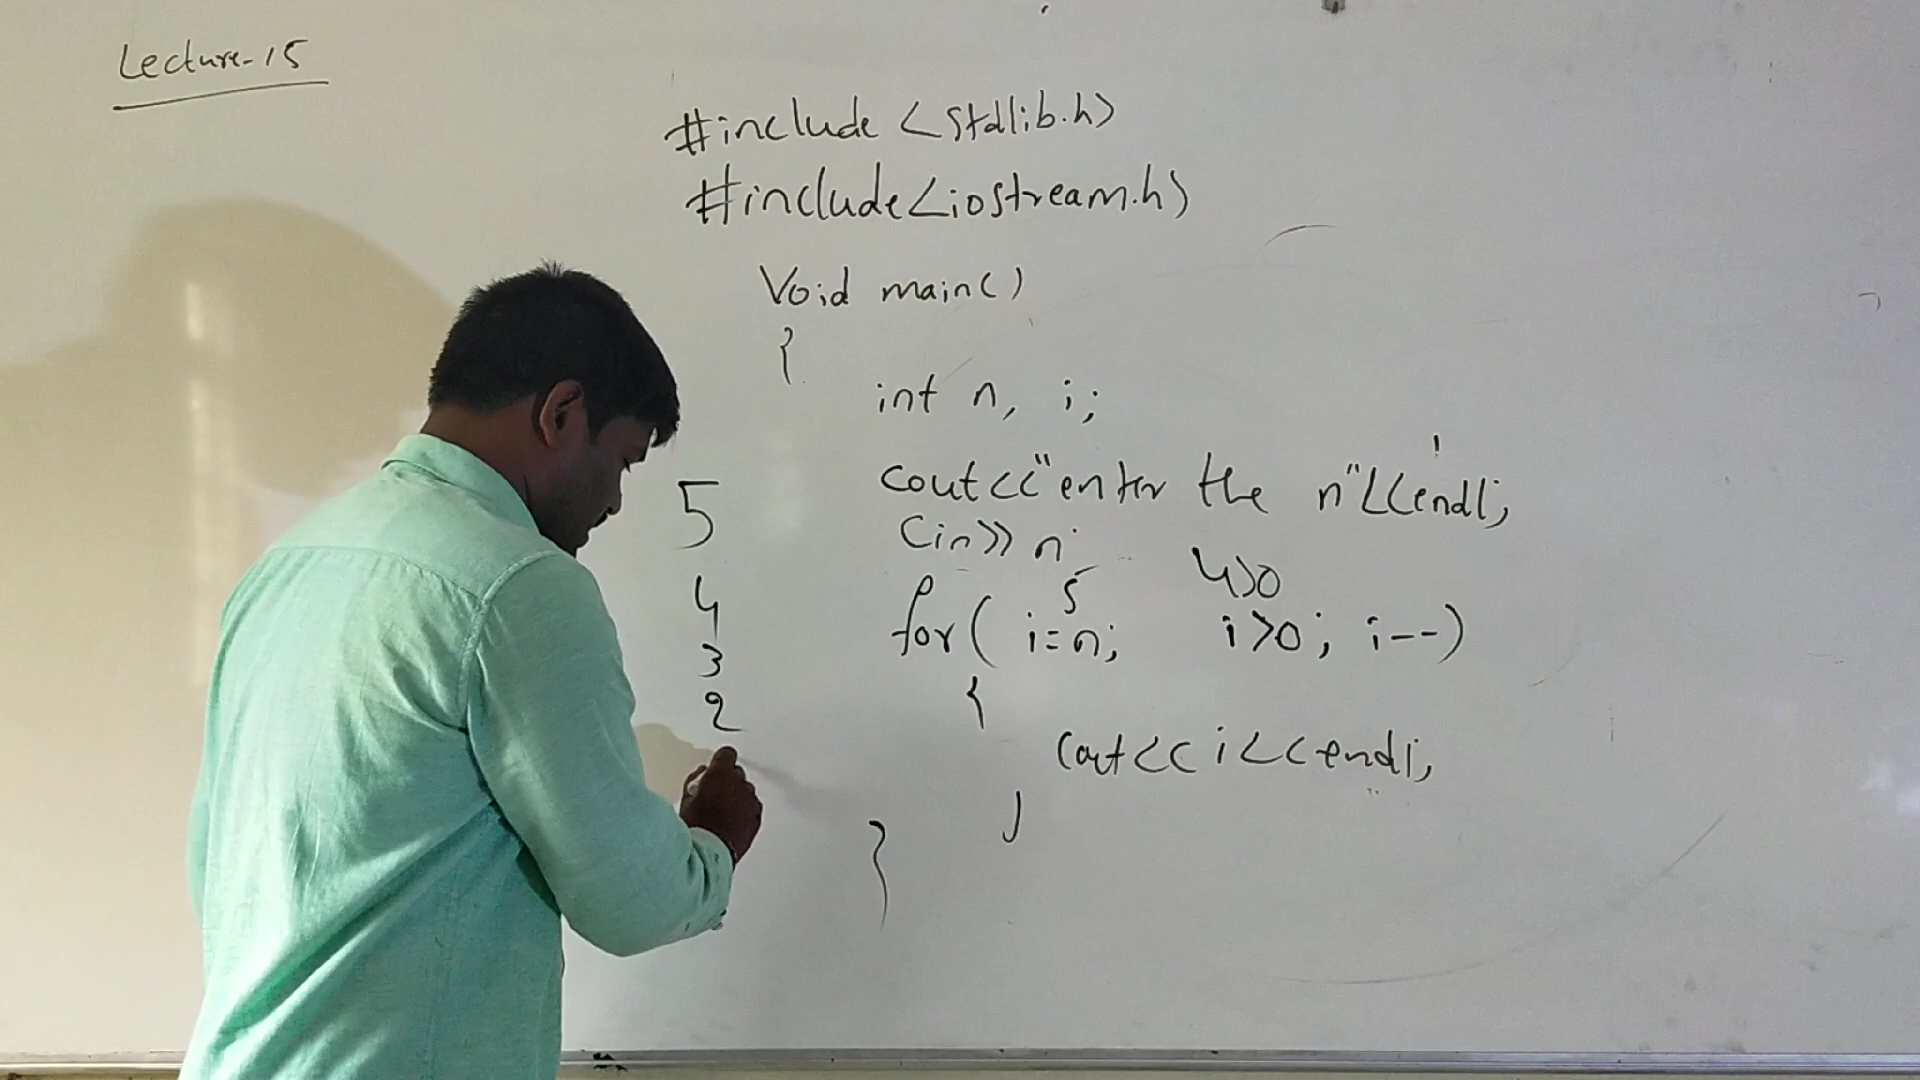 Lecture-15
#include <stdlib.h>
#include<iostream.h>
Void main()
{
int n, i;
cout<<"enter the n"<<endl;
Cin>> n;
5 4>0
for( i=n; i>0; i--)
{
Cout<< i<<endl;
}
}
5
4
3
2